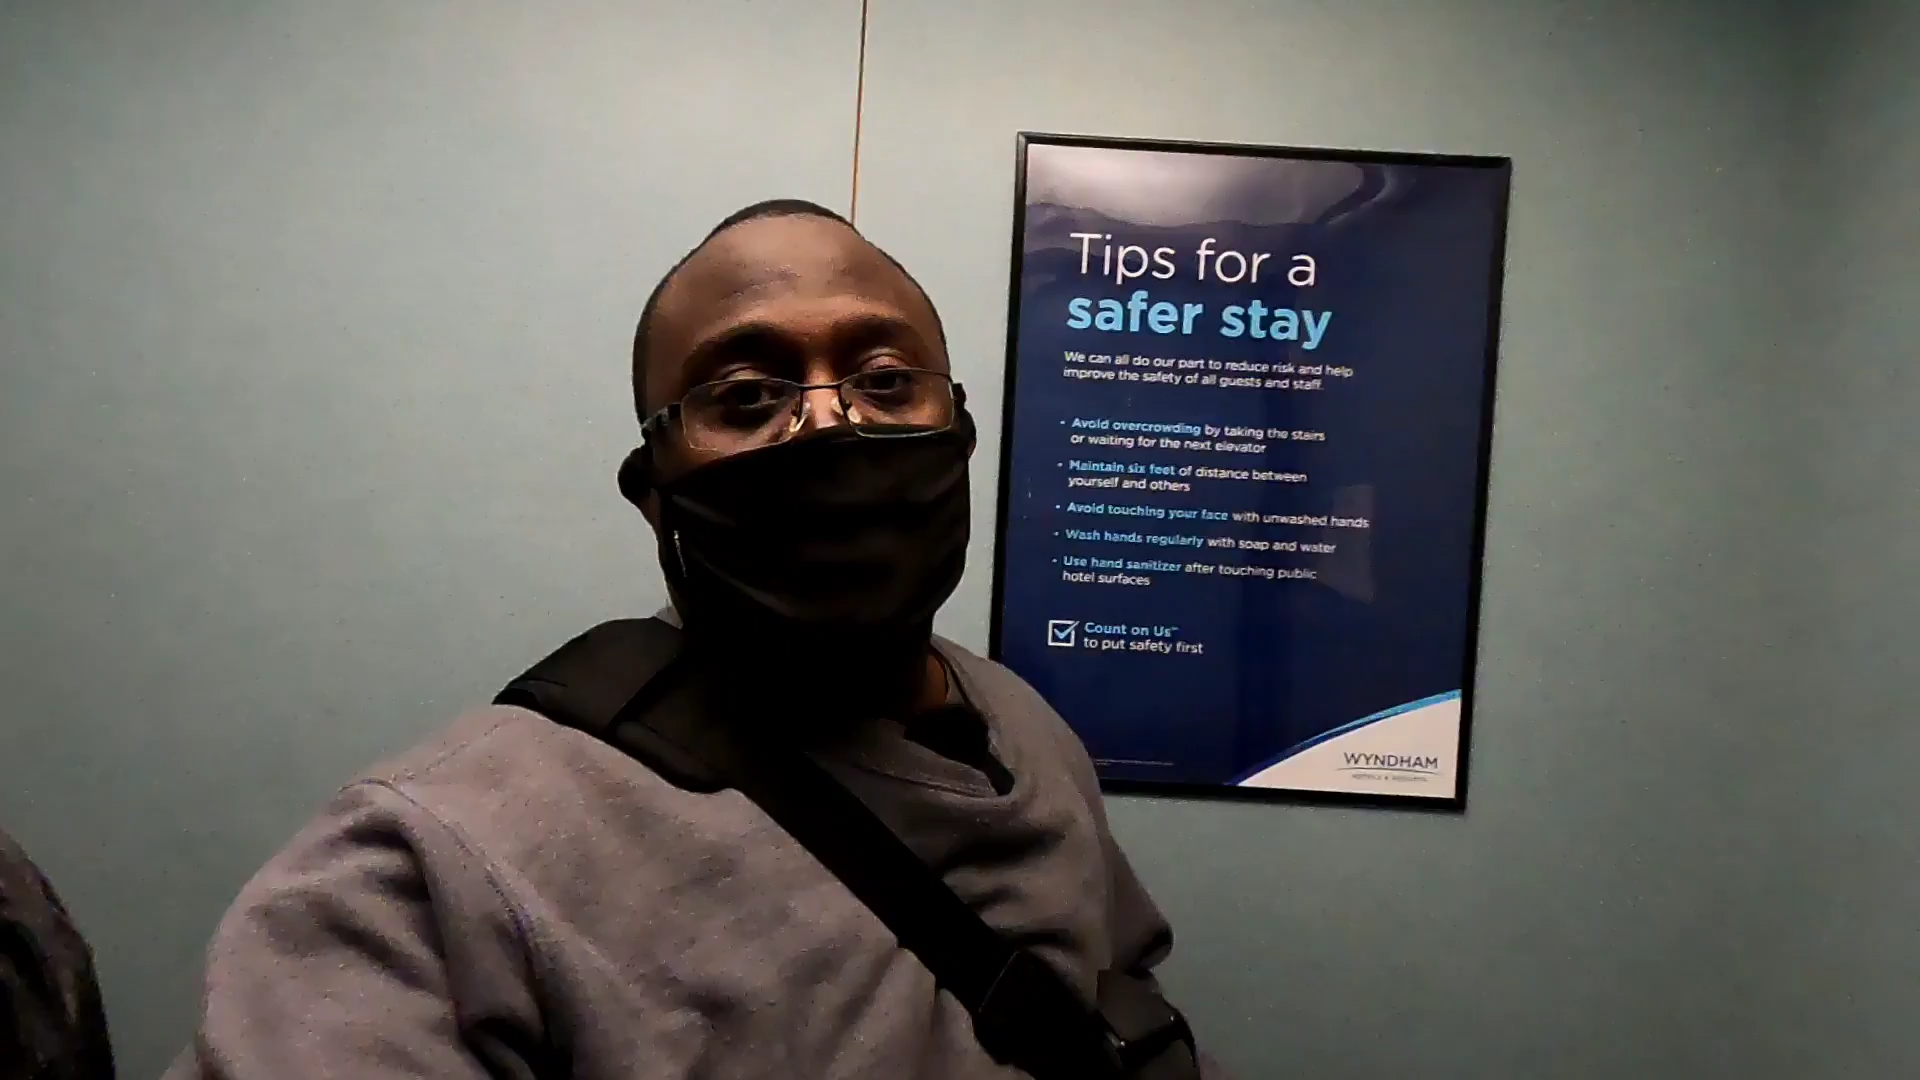 Tips for a
safer stay
We can all do our part to reduce risk and help
improve the safety of all guests and staff.
• Avoid overcrowding by taking the stairs
or waiting for the next elevator
• Maintain six feet of distance between
yourself and others
• Avoid touching your face with unwashed hands
• Wash hands regularly with soap and water
• Use hand sanitizer after touching public
hotel surfaces
Count on Us℠
to put safety first
WYNDHAM
HOTELS & RESORTS